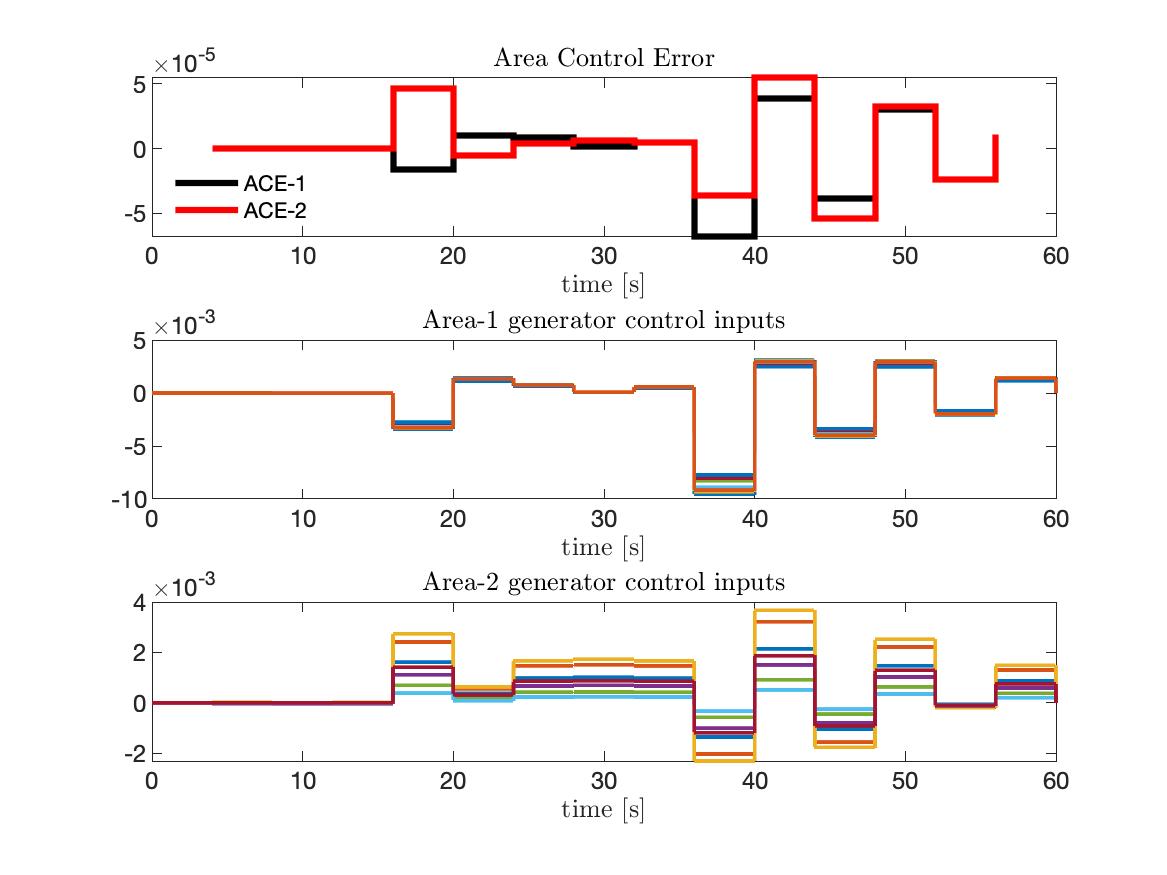 ×10-5
Area Control Error
5
0
-5
ACE-1
ACE-2
0 10 20 30 40 50 60
time [s]
×10-3
Area-1 generator control inputs
5
0
-5
-10
0 10 20 30 40 50 60
time [s]
×10-3
Area-2 generator control inputs
4
2
0
-2
0 10 20 30 40 50 60
time [s]